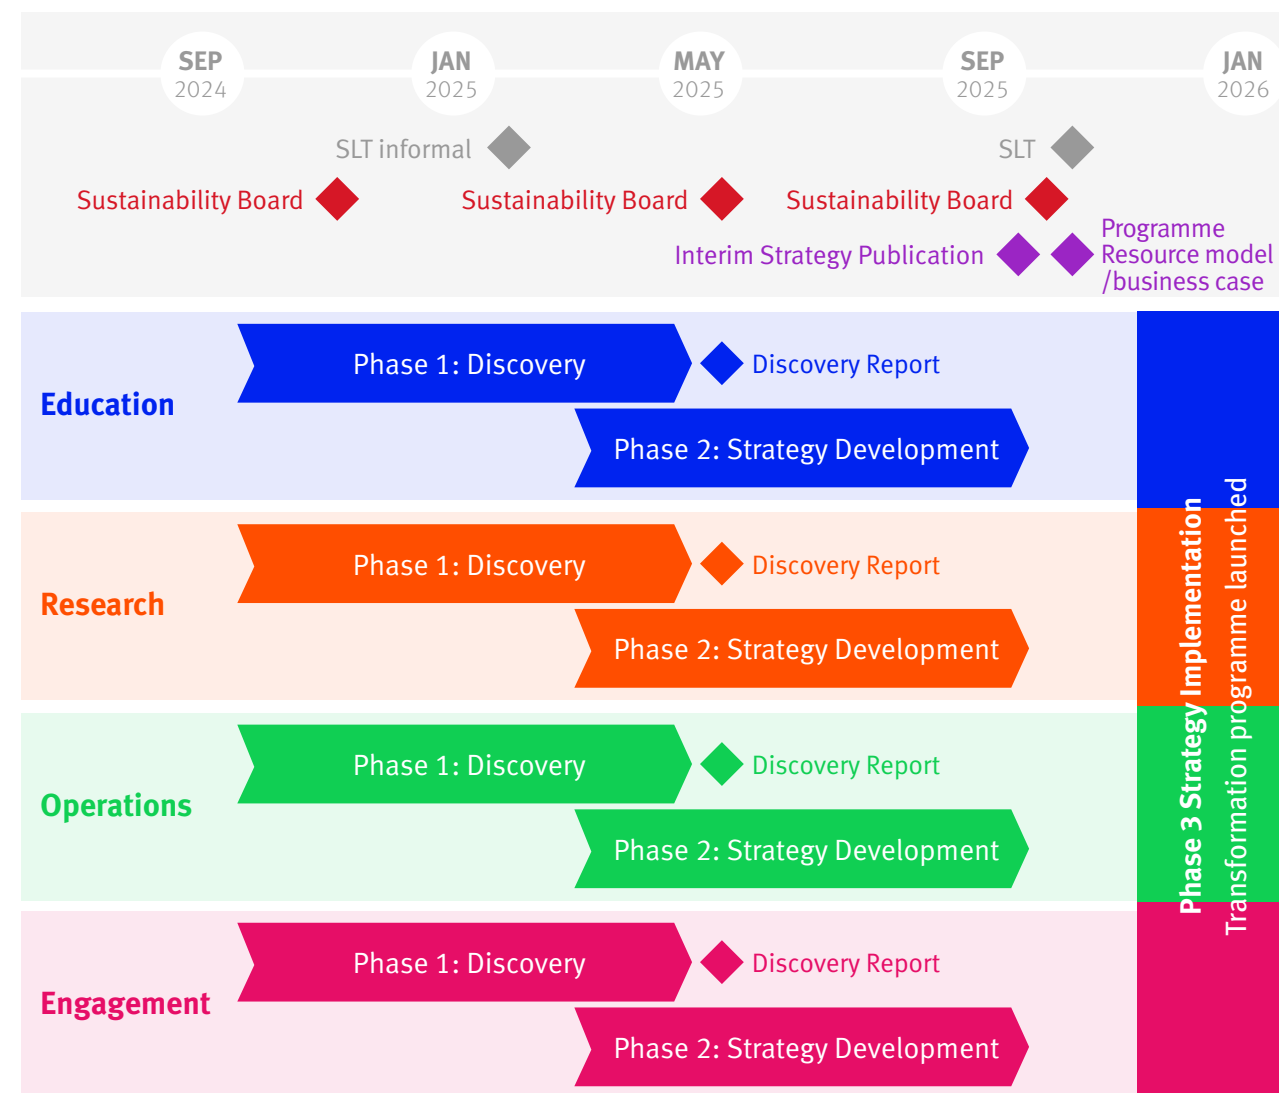 SEP
2024
JAN
2025
MAY
2025
SEP
2025
JAN
2026
SLT informal
SLT
Sustainability Board
Sustainability Board
Sustainability Board
Interim Strategy Publication
Programme
Resource model
/business case
Education
Phase 1: Discovery
Discovery Report
Phase 2: Strategy Development
Research
Phase 1: Discovery
Discovery Report
Phase 2: Strategy Development
Operations
Phase 1: Discovery
Discovery Report
Phase 2: Strategy Development
Engagement
Phase 1: Discovery
Discovery Report
Phase 2: Strategy Development
Phase 3 Strategy Implementation
Transformation programme launched